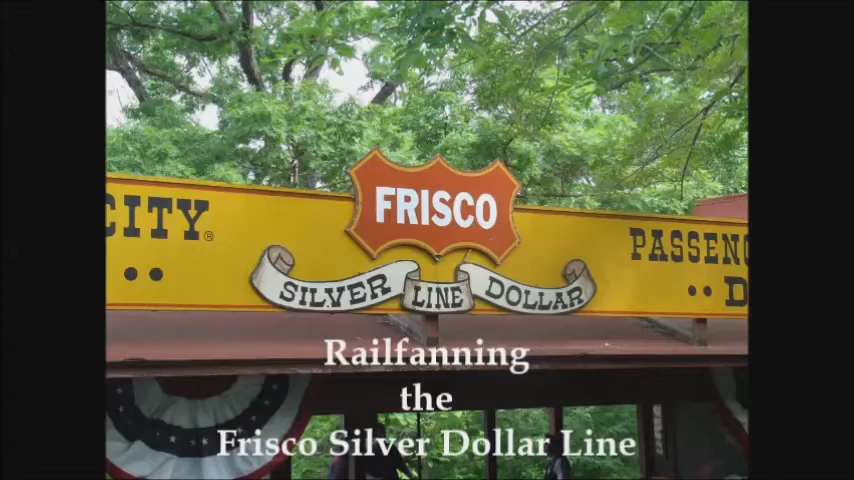 CITY®
FRISCO
PASSENG
SILVER LINE DOLLAR
D
Railfanning
the
Frisco Silver Dollar Line